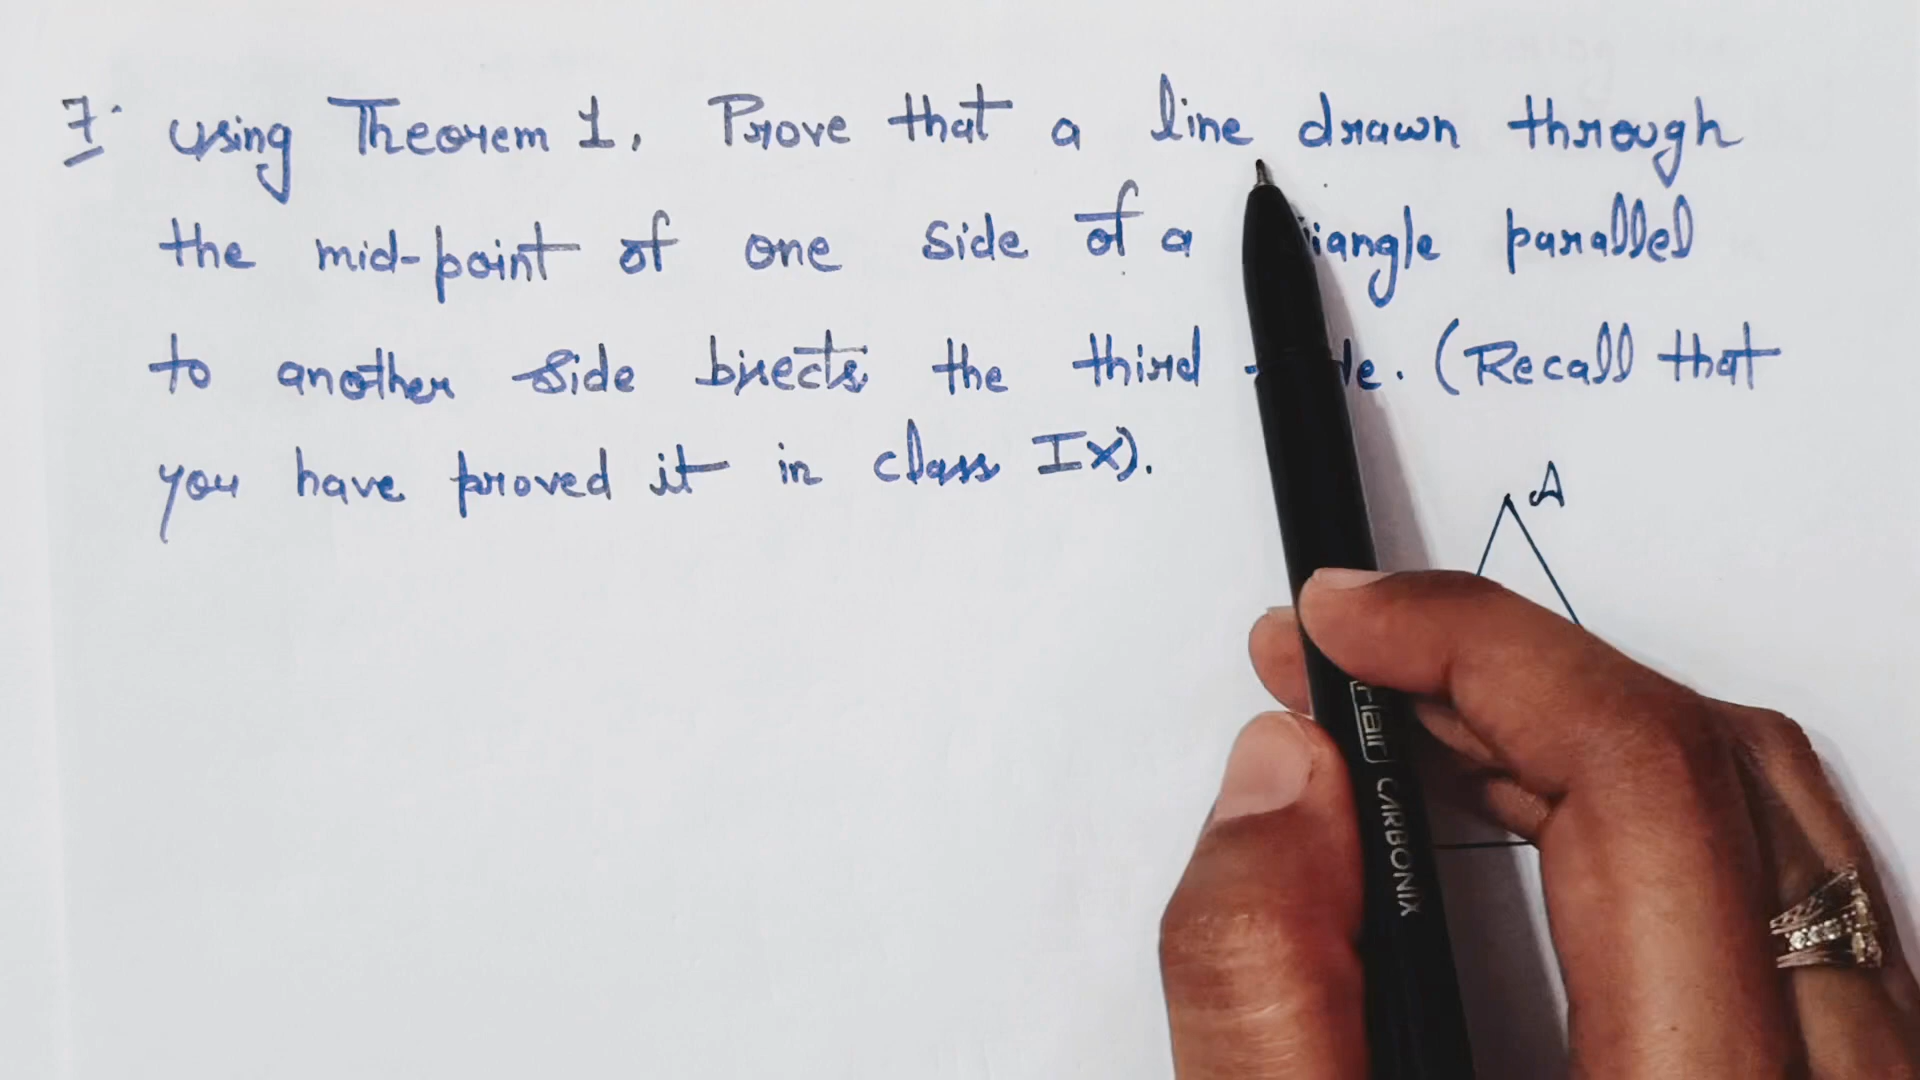 7. Using Theorem 1, Prove that a line drawn through
the mid-point of one side of a iangle parallel
to another side bisects the third le. (Recall that
you have proved it in class IX).
A
Flair CARBONIX